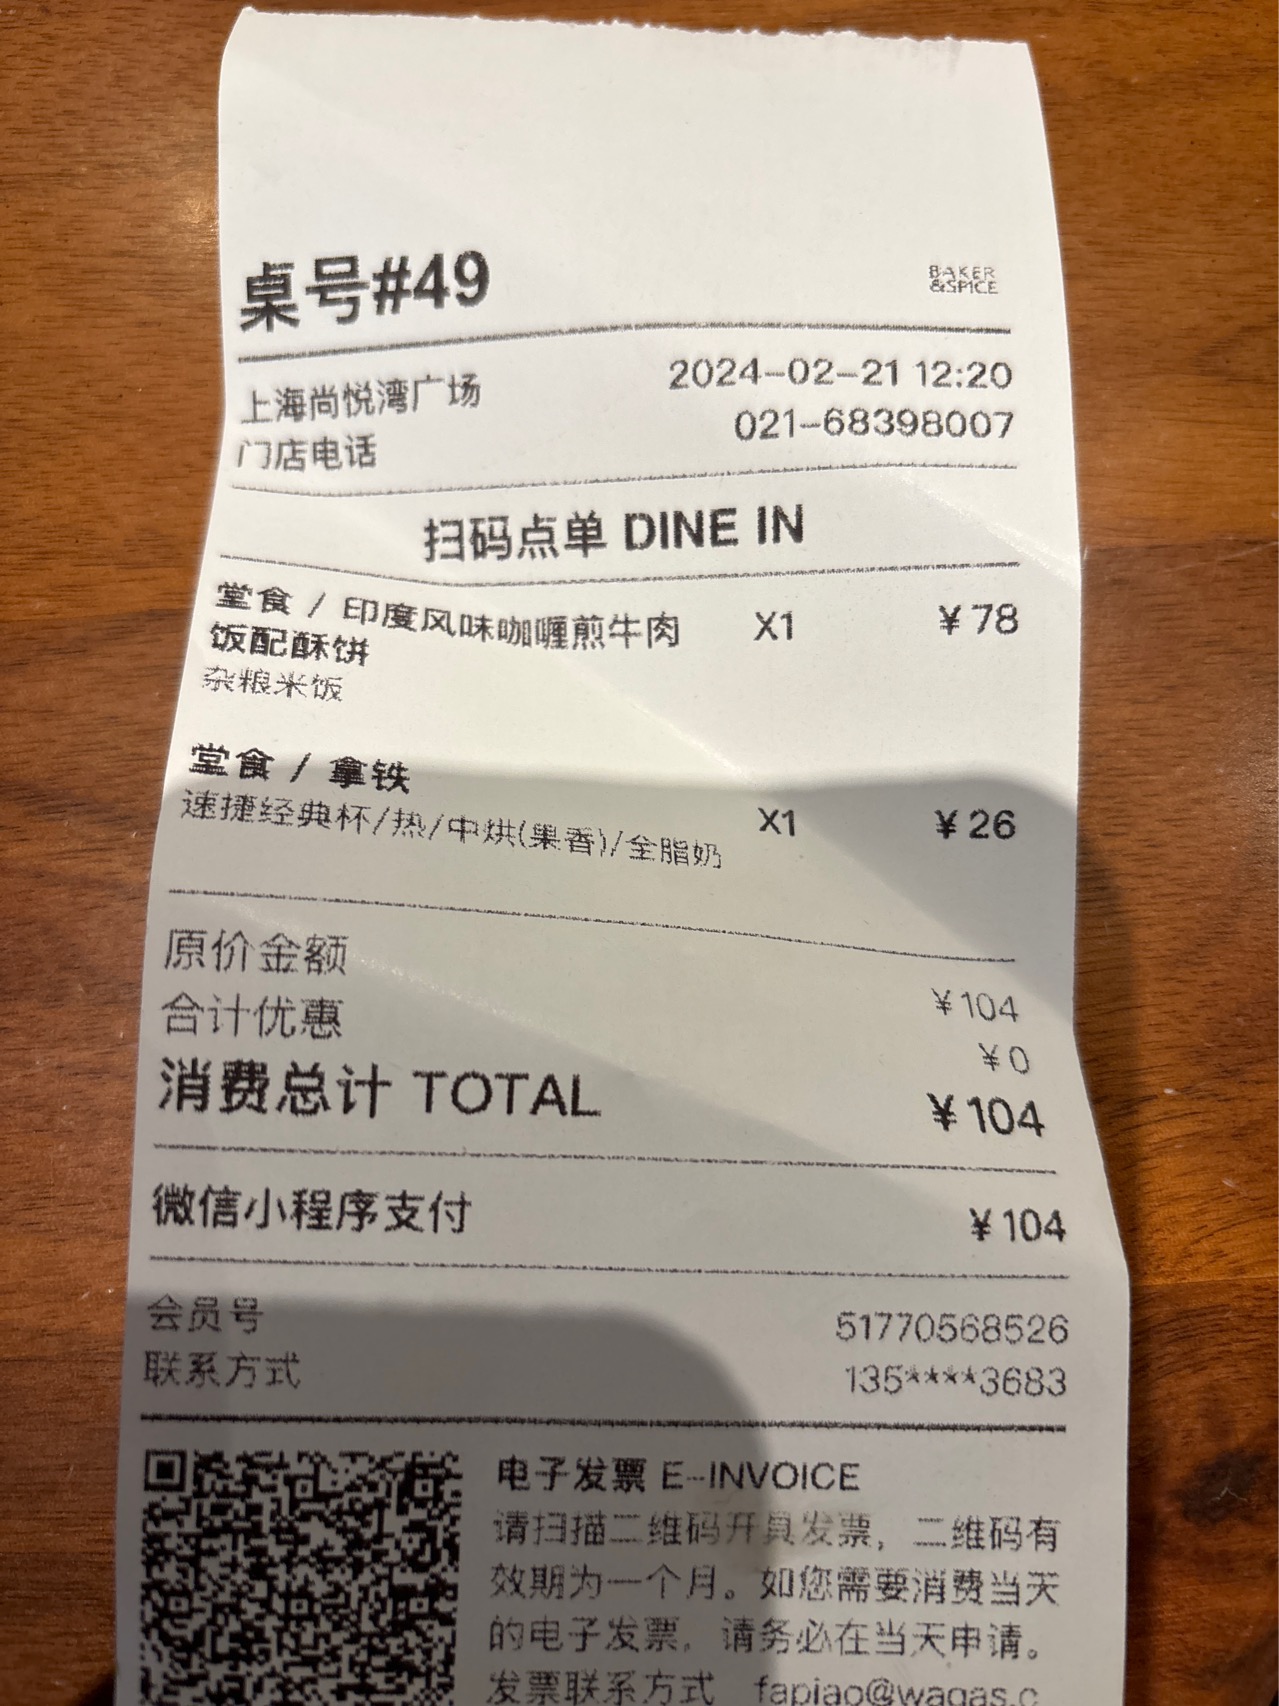 桌号#49
BAKER
&SPICE
上海尚悦湾广场 2024-02-21 12:20
门店电话 021-68398007
扫码点单 DINE IN
堂食 / 印度风味咖喱煎牛肉 X1 ¥78
饭配酥饼
杂粮米饭
堂食 / 拿铁
速捷经典杯/热/中烘(果香)/全脂奶 X1 ¥26
原价金额 ¥104
合计优惠 ¥0
消费总计 TOTAL ¥104
微信小程序支付 ¥104
会员号 51770568526
联系方式 135****3683
电子发票 E-INVOICE
请扫描二维码开具发票，二维码有
效期为一个月。如您需要消费当天
的电子发票，请务必在当天申请。
发票联系方式 fapiao@wagas.c